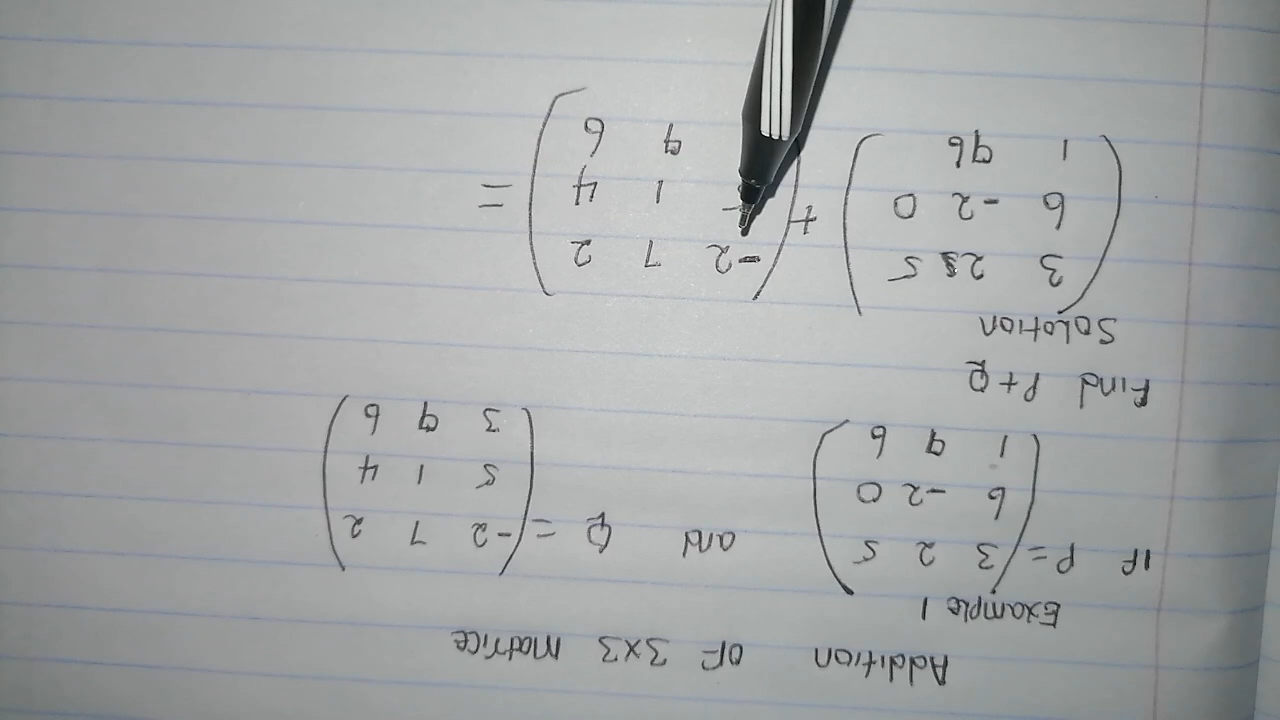 Addition of 3x3 matrice
Example 1
If P = ( 3 2 5 ) and Q = ( -2 7 2 )
6 -2 0 5 1 4
1 9 6 3 9 6
Find P+Q
Solotion
( 3 2 5 ) + ( -2 7 2 ) =
6 -2 0 1 4
1 9 6 9 6